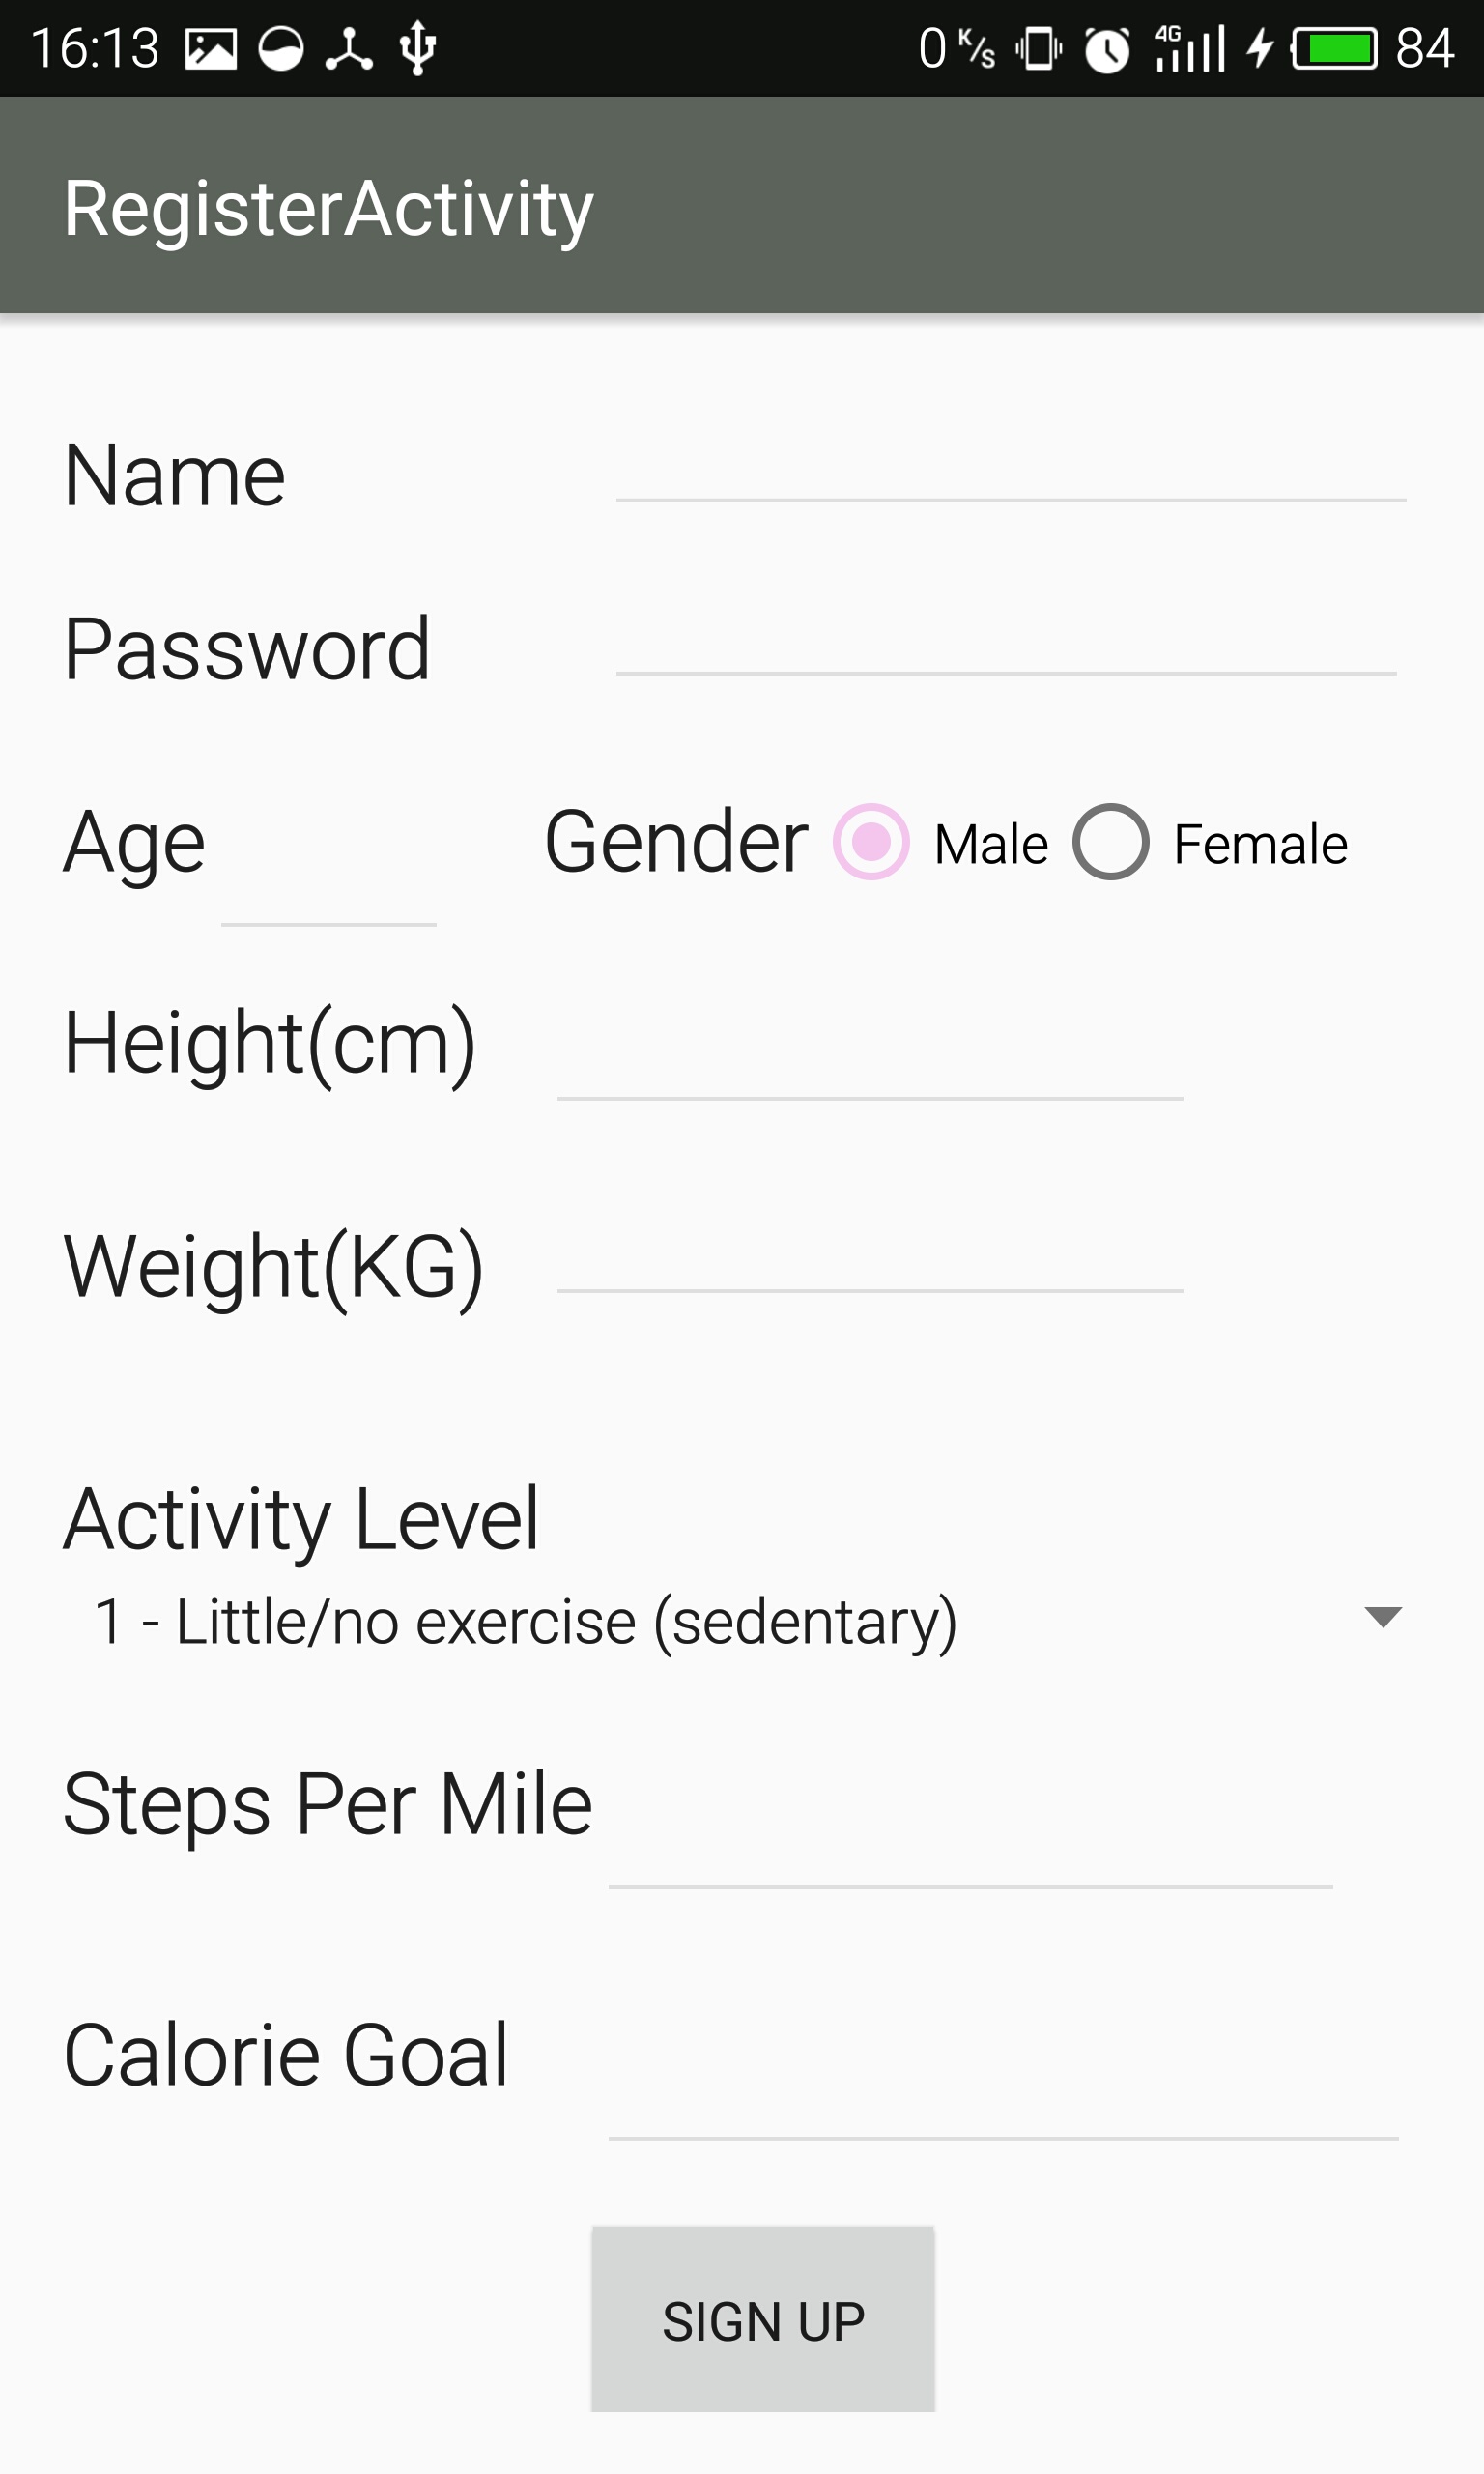 16:13 0 K/s 4G 84
RegisterActivity
Name
Password
Age Gender Male Female
Height(cm)
Weight(KG)
Activity Level
1 - Little/no exercise (sedentary)
Steps Per Mile
Calorie Goal
SIGN UP